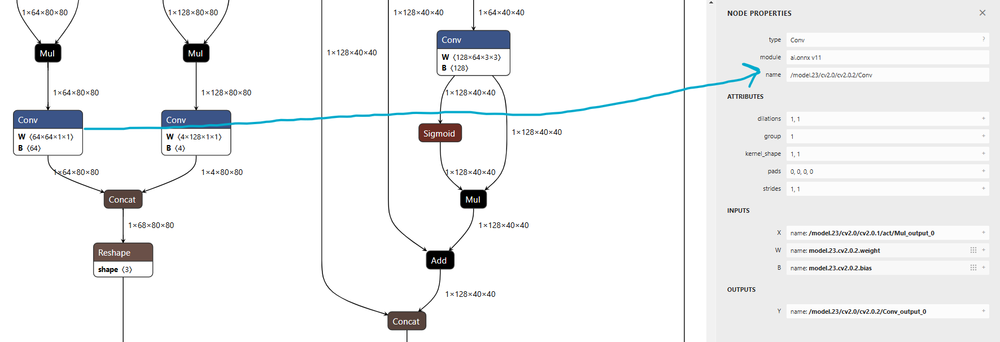 1×64×80×80
1×128×80×80
1×128×40×40
1×64×40×40
Mul
Mul
1×128×40×40
Conv
W ⟨128×64×3×3⟩
B ⟨128⟩
1×64×80×80
1×128×80×80
1×128×40×40
Conv
W ⟨64×64×1×1⟩
B ⟨64⟩
Conv
W ⟨4×128×1×1⟩
B ⟨4⟩
Sigmoid
1×128×40×40
1×64×80×80
1×4×80×80
1×128×40×40
Concat
Mul
1×68×80×80
1×128×40×40
Reshape
shape ⟨3⟩
Add
1×128×40×40
Concat
NODE PROPERTIES ×
type Conv ?
module ai.onnx v11
name /model.23/cv2.0/cv2.0.2/Conv
ATTRIBUTES
dilations 1, 1 +
group 1 +
kernel_shape 1, 1 +
pads 0, 0, 0, 0 +
strides 1, 1 +
INPUTS
X name: /model.23/cv2.0/cv2.0.1/act/Mul_output_0 +
W name: model.23.cv2.0.2.weight +
B name: model.23.cv2.0.2.bias +
OUTPUTS
Y name: /model.23/cv2.0/cv2.0.2/Conv_output_0 +